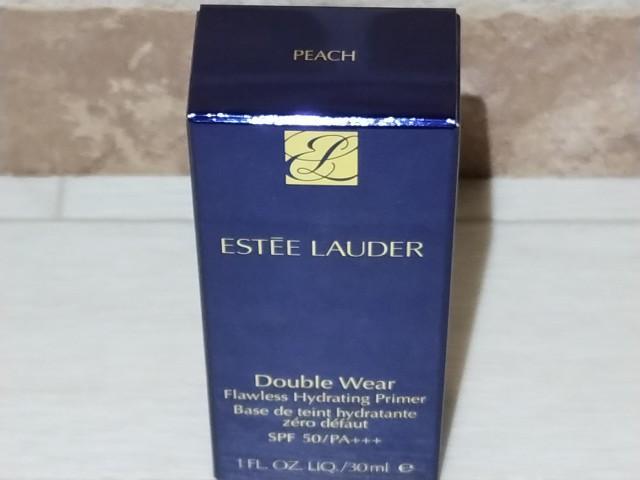 PEACH
EL
ESTĒE LAUDER
Double Wear
Flawless Hydrating Primer
Base de teint hydratante
zéro défaut
SPF 50/PA+++
1 FL. OZ. LIQ./30ml ℮